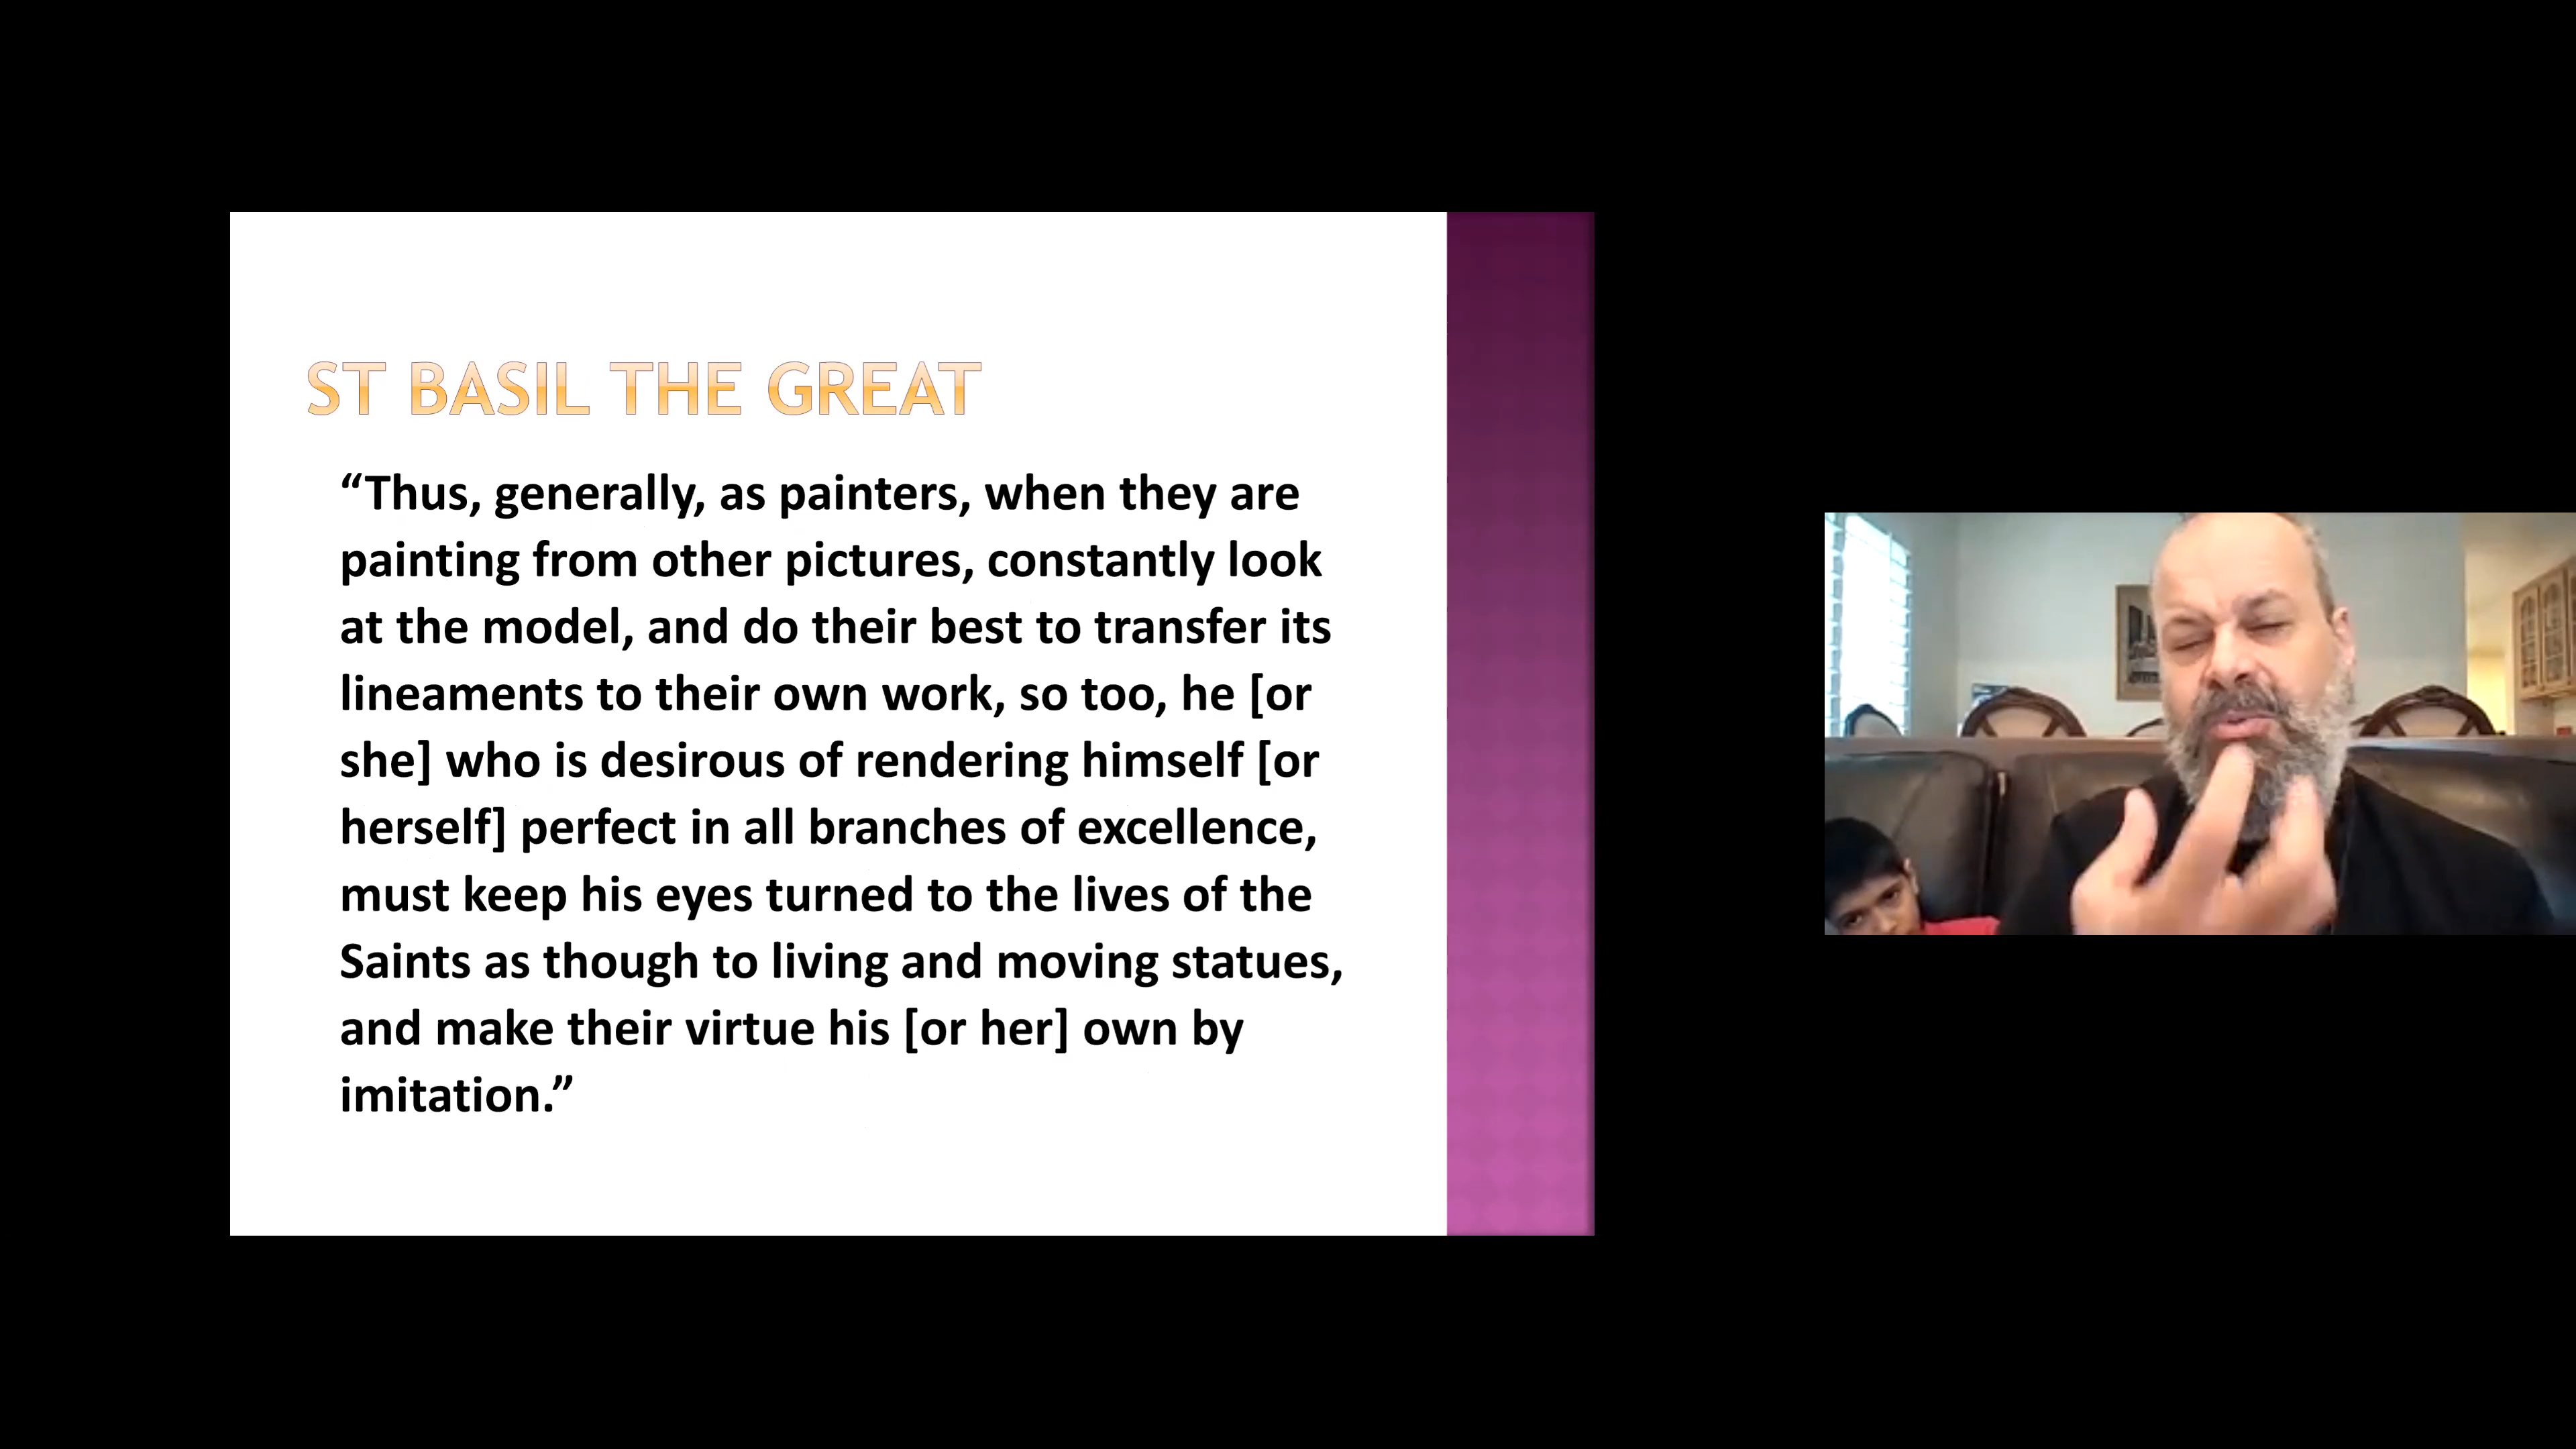 ST BASIL THE GREAT
“Thus, generally, as painters, when they are
painting from other pictures, constantly look
at the model, and do their best to transfer its
lineaments to their own work, so too, he [or
she] who is desirous of rendering himself [or
herself] perfect in all branches of excellence,
must keep his eyes turned to the lives of the
Saints as though to living and moving statues,
and make their virtue his [or her] own by
imitation.”